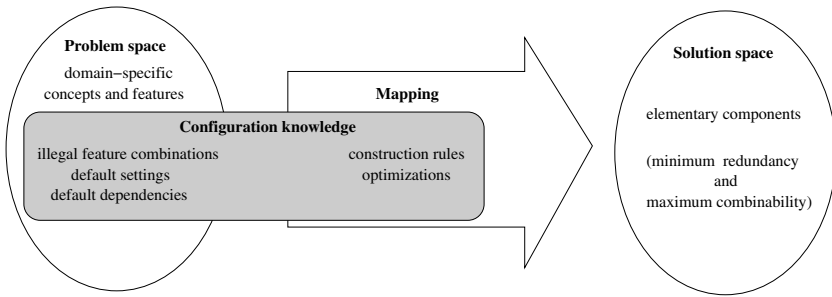 Problem space
domain−specific
concepts and features
Mapping
Configuration knowledge
illegal feature combinations
default settings
default dependencies
construction rules
optimizations
Solution space
elementary components
(minimum redundancy
and
maximum combinability)